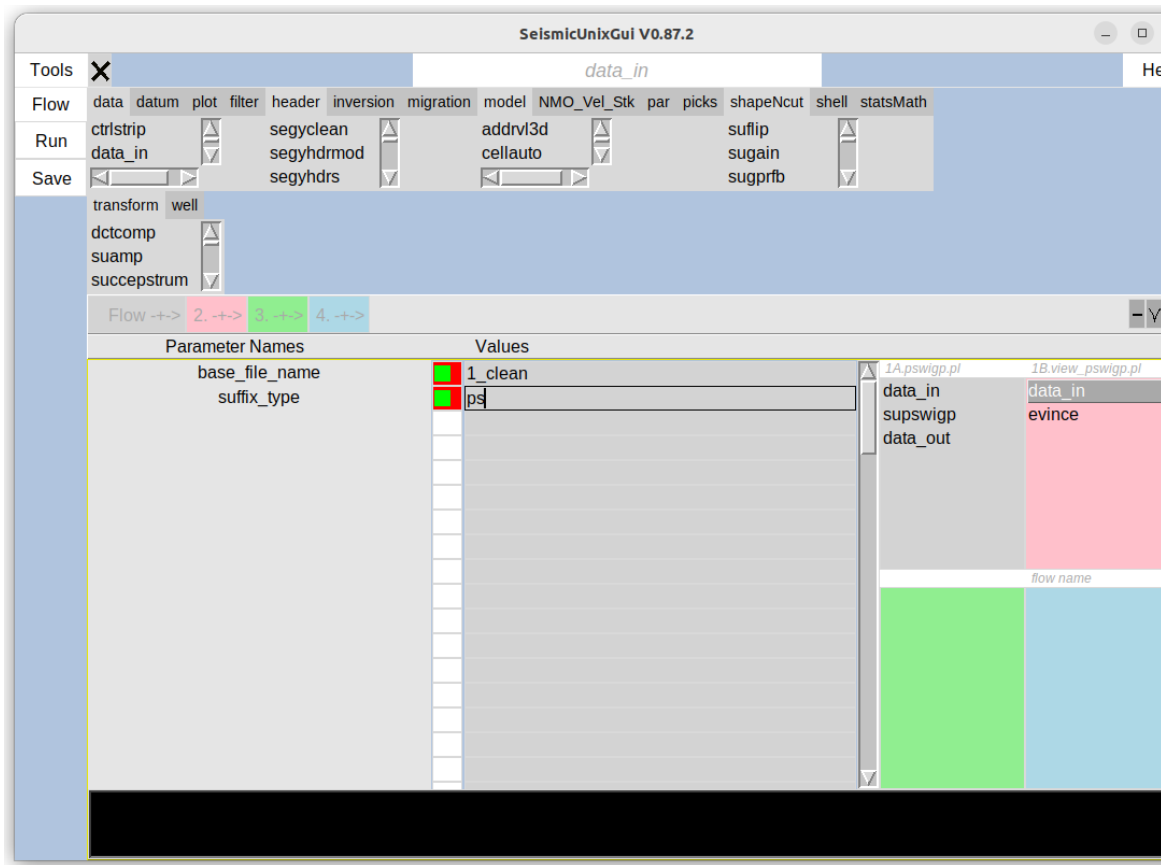 SeismicUnixGui V0.87.2
Tools X data_in He
Flow data datum plot filter header inversion migration model NMO_Vel_Stk par picks shapeNcut shell statsMath
Run ctrlstrip segyclean addrvl3d suflip
data_in segyhdrmod cellauto sugain
Save segyhdrs sugprfb
transform well
dctcomp
suamp
succepstrum
Flow -+-> 2. -+-> 3. -+-> 4. -+->
Parameter Names Values
base_file_name 1_clean 1A.pswigp.pl 1B.view_pswigp.pl
suffix_type ps data_in data_in
supswigp evince
data_out
flow name